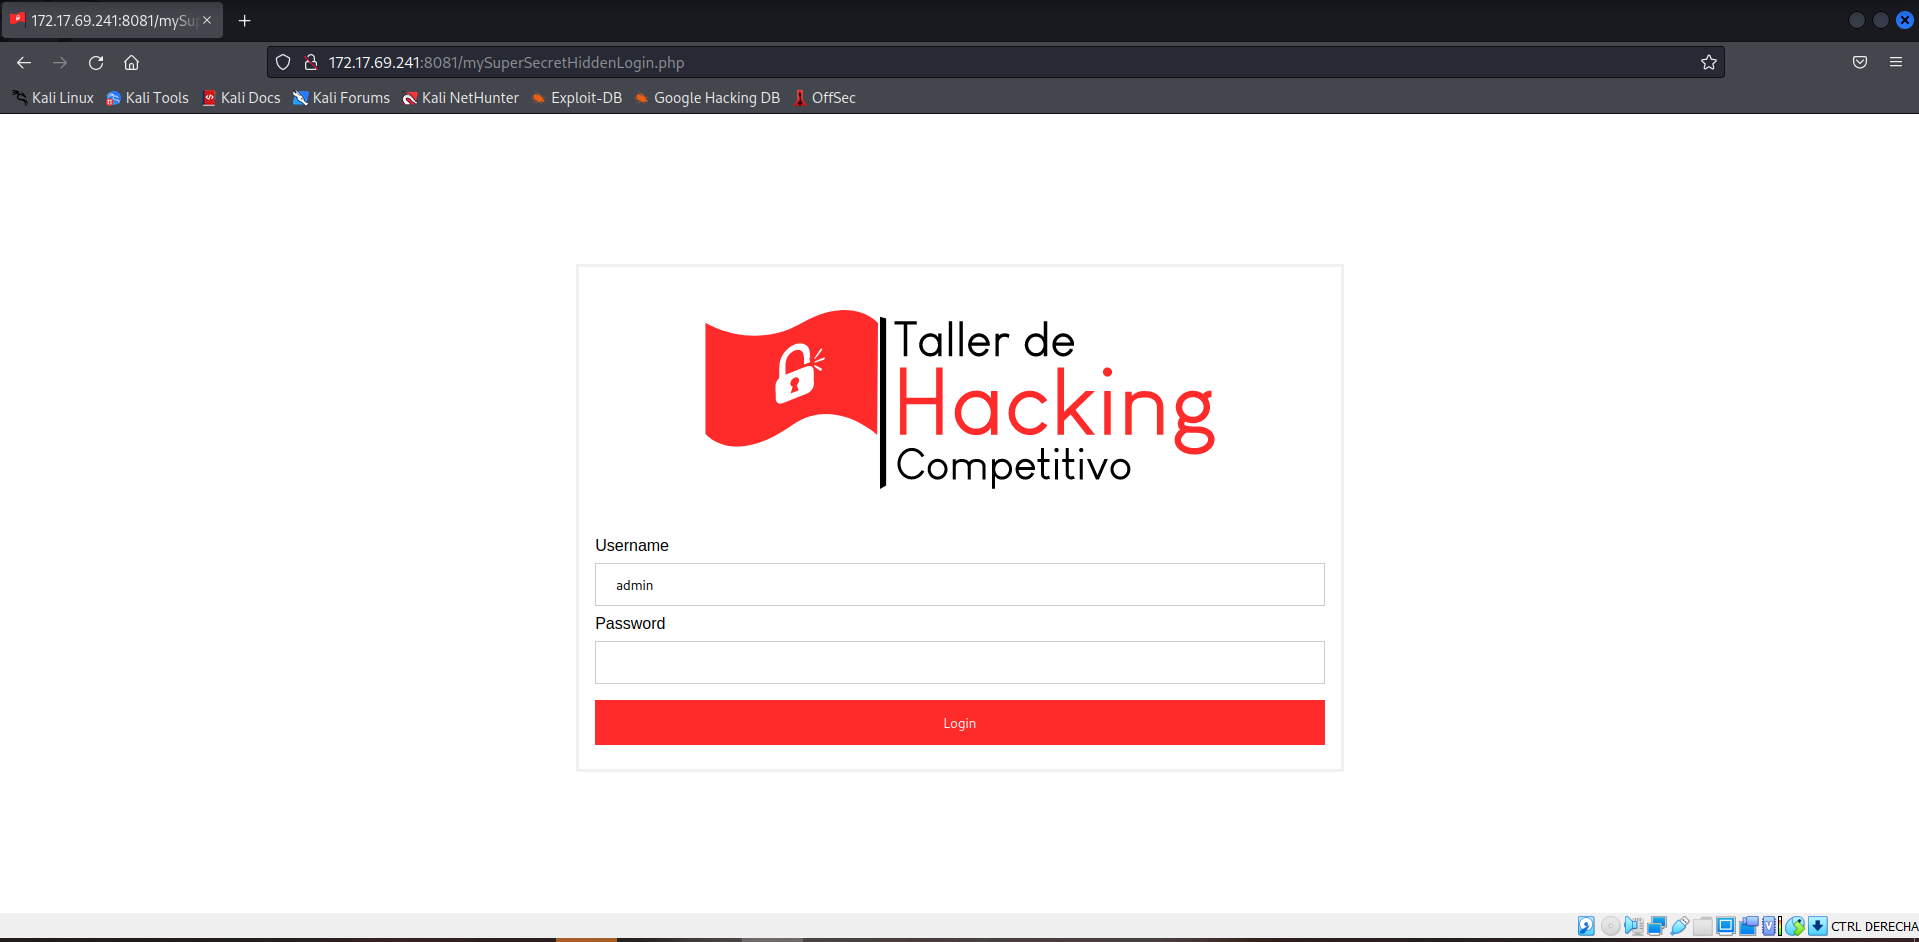 172.17.69.241:8081/mySu
172.17.69.241:8081/mySuperSecretHiddenLogin.php
Kali Linux Kali Tools Kali Docs Kali Forums Kali NetHunter Exploit-DB Google Hacking DB OffSec
Taller de
Hacking
Competitivo
Username
admin
Password
Login
CTRL DERECHA